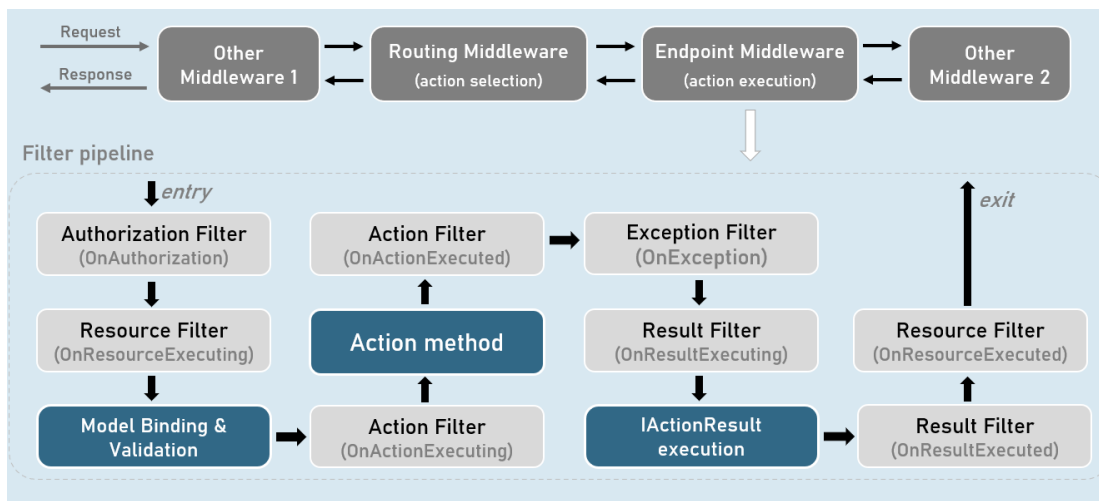 Request
Response
Other
Middleware 1
Routing Middleware
(action selection)
Endpoint Middleware
(action execution)
Other
Middleware 2
Filter pipeline
entry
exit
Authorization Filter
(OnAuthorization)
Action Filter
(OnActionExecuted)
Exception Filter
(OnException)
Resource Filter
(OnResourceExecuting)
Action method
Result Filter
(OnResultExecuting)
Resource Filter
(OnResourceExecuted)
Model Binding &
Validation
Action Filter
(OnActionExecuting)
IActionResult
execution
Result Filter
(OnResultExecuted)